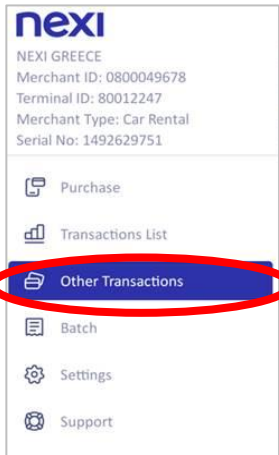 nexi
NEXI GREECE
Merchant ID: 0800049678
Terminal ID: 80012247
Merchant Type: Car Rental
Serial No: 1492629751
Purchase
Transactions List
Other Transactions
Batch
Settings
Support